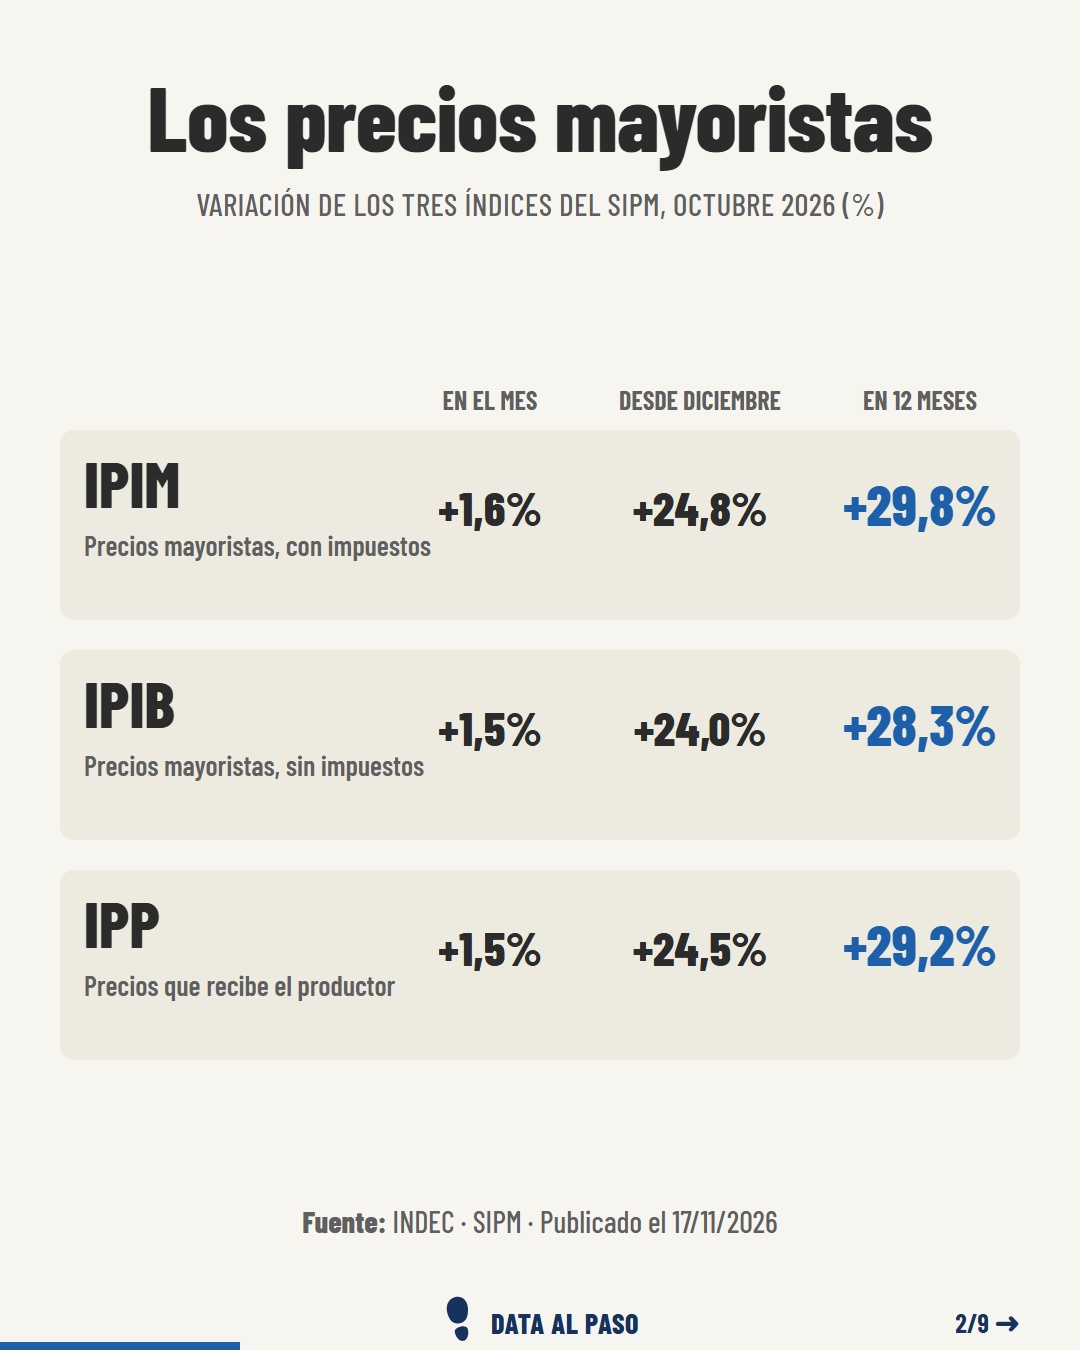 Los precios mayoristas
VARIACIÓN DE LOS TRES ÍNDICES DEL SIPM, OCTUBRE 2026 (%)
EN EL MES DESDE DICIEMBRE EN 12 MESES
IPIM
+1,6% +24,8% +29,8%
Precios mayoristas, con impuestos
IPIB
+1,5% +24,0% +28,3%
Precios mayoristas, sin impuestos
IPP
+1,5% +24,5% +29,2%
Precios que recibe el productor
Fuente: INDEC · SIPM · Publicado el 17/11/2026
DATA AL PASO
2/9 →